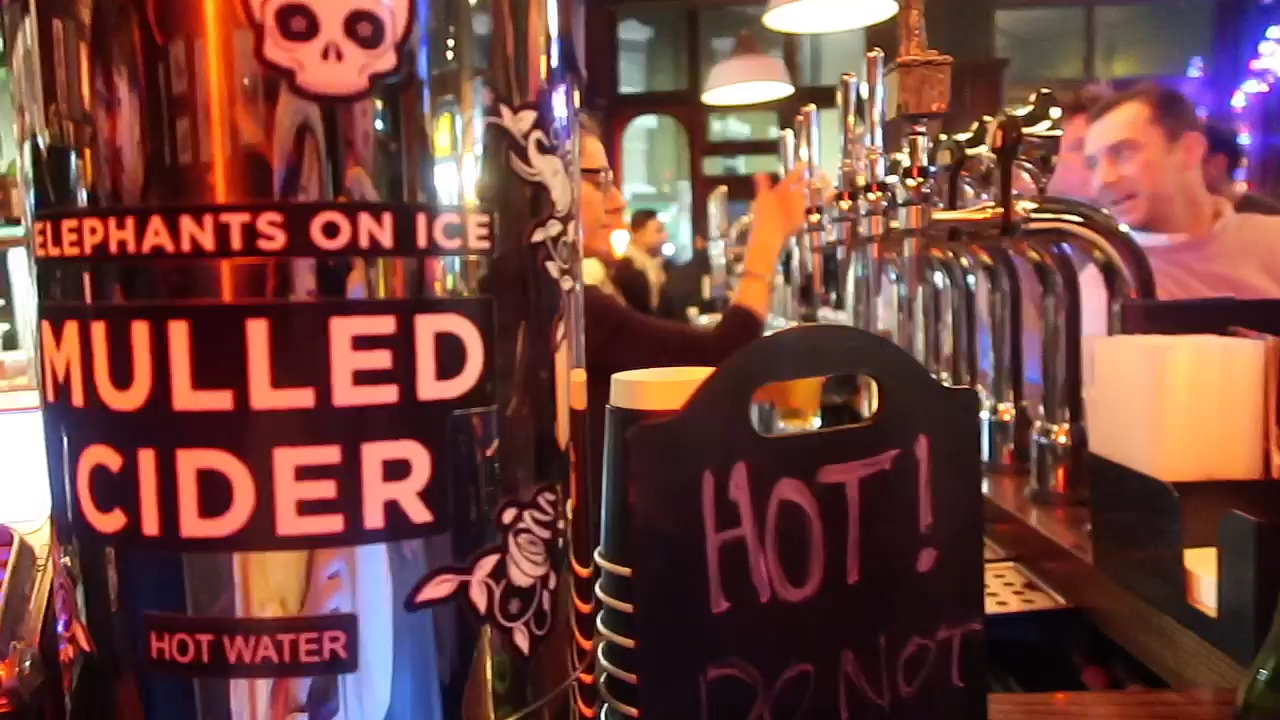 ELEPHANTS ON ICE
MULLED
CIDER
HOT WATER
HOT!
DO NOT